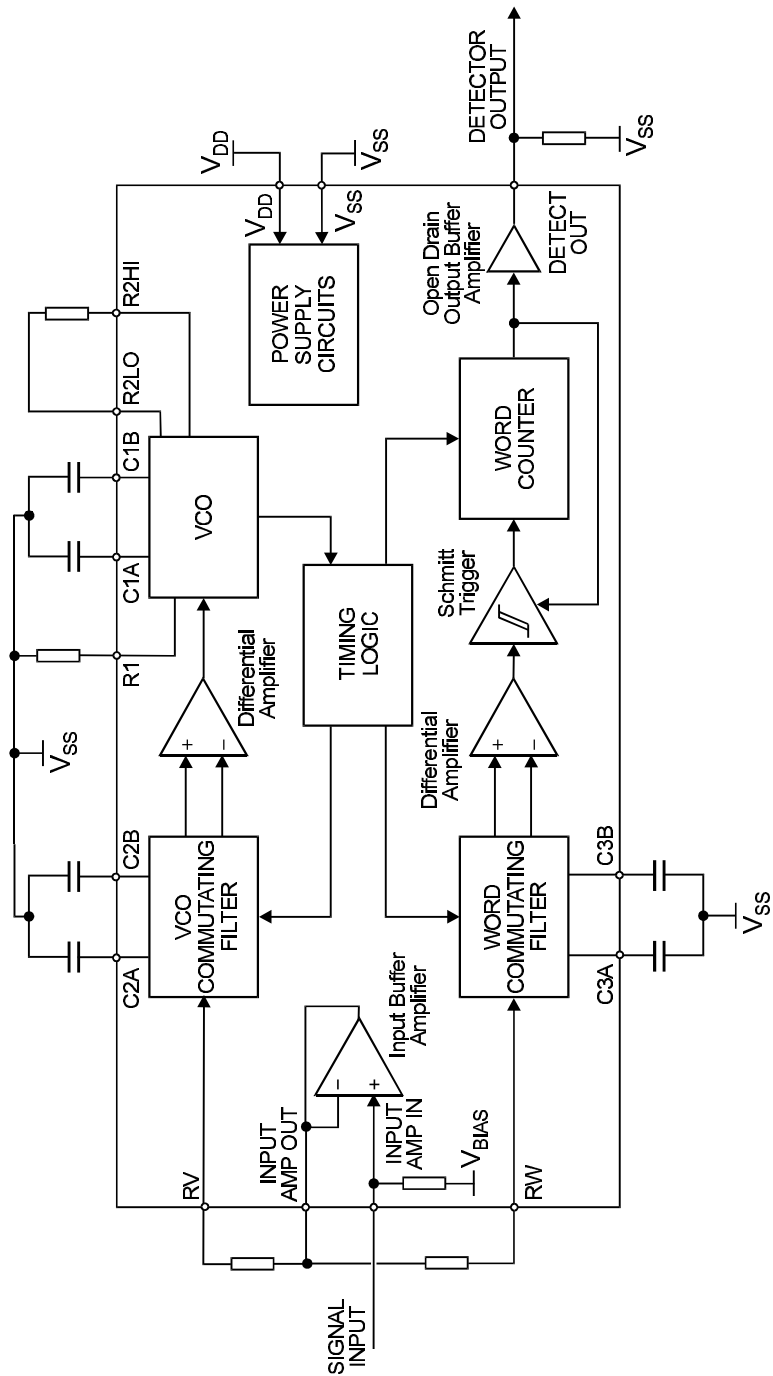 C2A
C2B
VSS
R1
C1A
C1B
R2LO
R2HI
VDD
VSS
VDD
VSS
RV
VCO
COMMUTATING
FILTER
+
−
Differential
Amplifier
VCO
POWER
SUPPLY
CIRCUITS
INPUT
AMP OUT
−
+
Input Buffer
Amplifier
TIMING
LOGIC
SIGNAL
INPUT
INPUT
AMP IN
VBIAS
RW
WORD
COMMUTATING
FILTER
+
−
Differential
Amplifier
Schmitt
Trigger
WORD
COUNTER
Open Drain
Output Buffer
Amplifier
DETECT
OUT
DETECTOR
OUTPUT
VSS
C3A
C3B
VSS